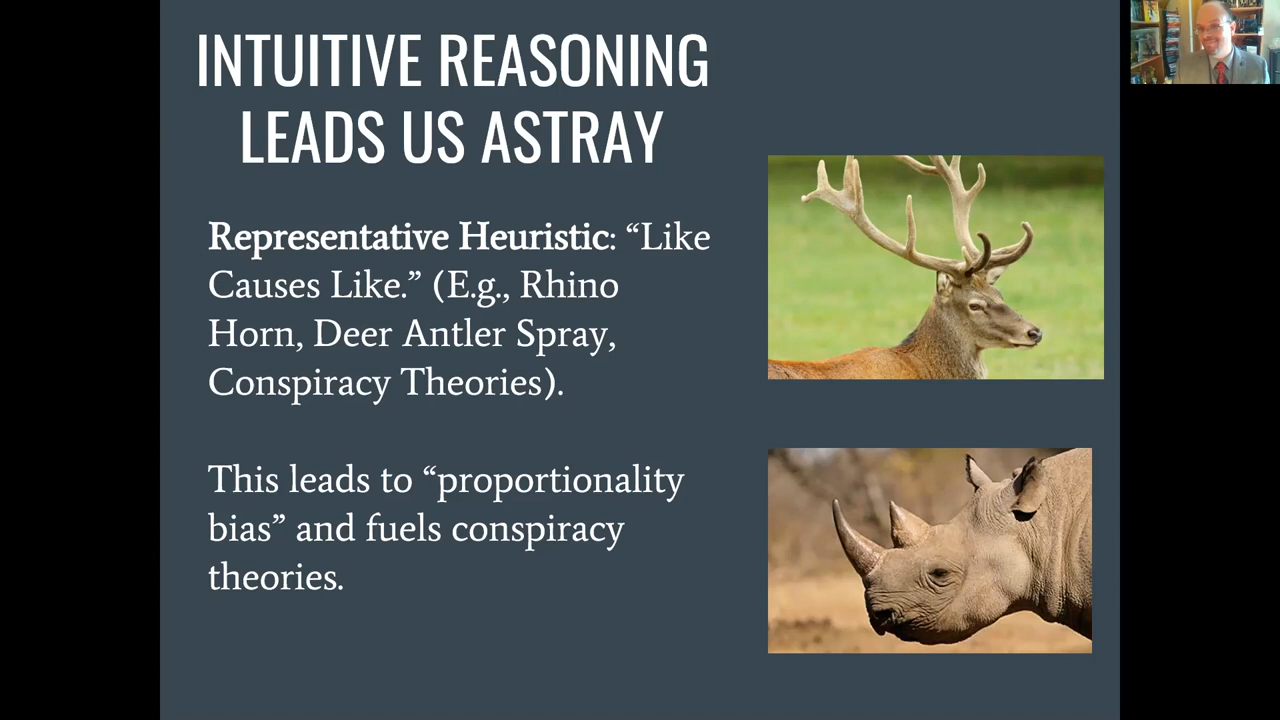 INTUITIVE REASONING
LEADS US ASTRAY
Representative Heuristic: “Like
Causes Like.” (E.g., Rhino
Horn, Deer Antler Spray,
Conspiracy Theories).
This leads to “proportionality
bias” and fuels conspiracy
theories.